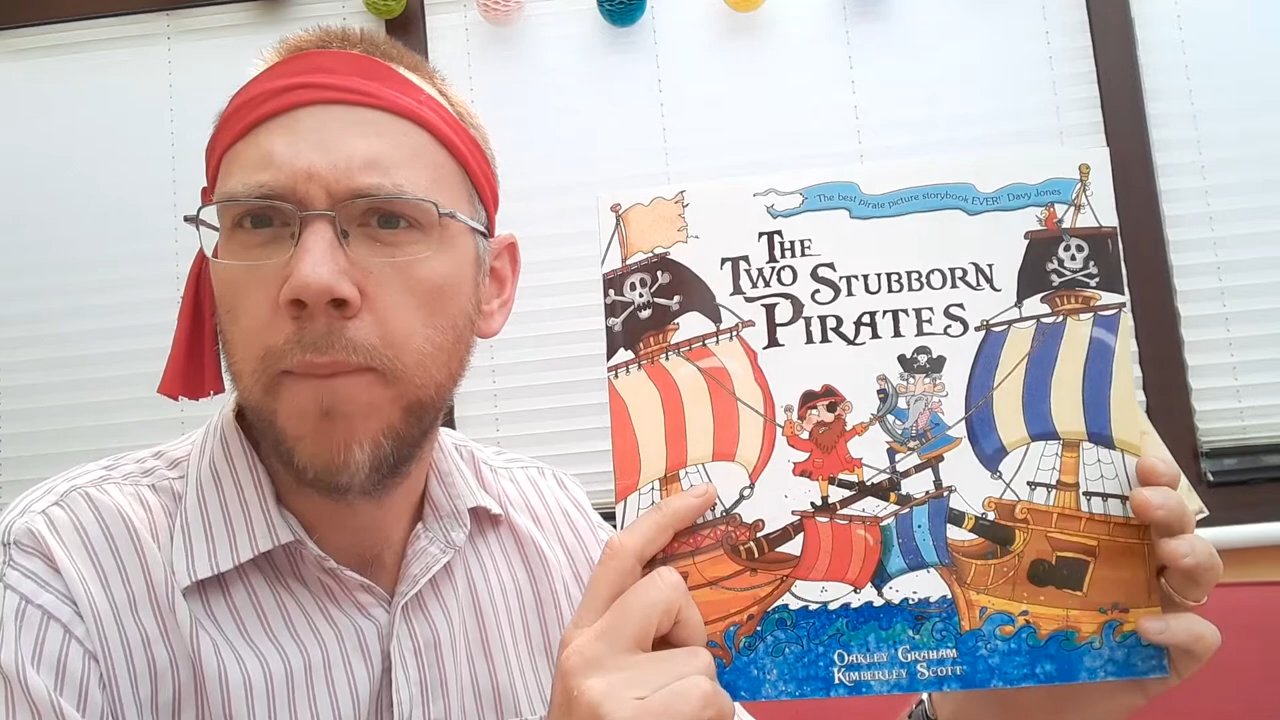 'The best pirate picture storybook EVER!' Davy Jones
THE
TWO STUBBORN
PIRATES
OAKLEY GRAHAM
KIMBERLEY SCOTT